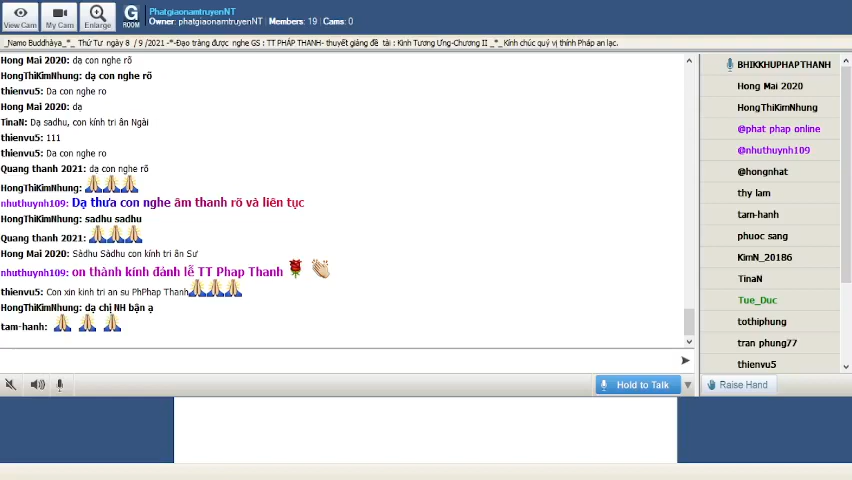 View Cam
My Cam
Enlarge
G
ROOM
PhatgiaonamtruyenNT
Owner: phatgiaonamtruyenNT | Members: 19 | Cams: 0
_Namo Buddhàya_*_ Thứ Tư ngày 8 / 9 /2021 -*-Đạo tràng được nghe GS : TT PHÁP THANH- thuyết giảng đề tài : Kinh Tương Ưng-Chương II _*_ Kính chúc quý vị thính Pháp an lạc.
Hong Mai 2020: dạ con nghe rõ
HongThiKimNhung: dạ con nghe rõ
thienvu5: Da con nghe ro
Hong Mai 2020: dạ
TinaN: Dạ sadhu, con kính tri ân Ngài
thienvu5: 111
thienvu5: Da con nghe ro
Quang thanh 2021: dạ con nghe rõ
HongThiKimNhung:
nhuthuynh109: Dạ thưa con nghe âm thanh rõ và liên tục
HongThiKimNhung: sadhu sadhu
Quang thanh 2021:
Hong Mai 2020: Sàdhu Sàdhu con kính tri ân Sư
nhuthuynh109: on thành kính đảnh lễ TT Phap Thanh
thienvu5: Con xin kinh tri an su PhPhap Thanh
HongThiKimNhung: dạ chị NH bận ạ
tam-hanh:
Hold to Talk
Raise Hand
BHIKKHUPHAPTHANH
Hong Mai 2020
HongThiKimNhung
@phat phap online
@nhuthuynh109
@hongnhat
thy lam
tam-hanh
phuoc sang
KimN_20186
TinaN
Tue_Duc
tothiphung
tran phung77
thienvu5